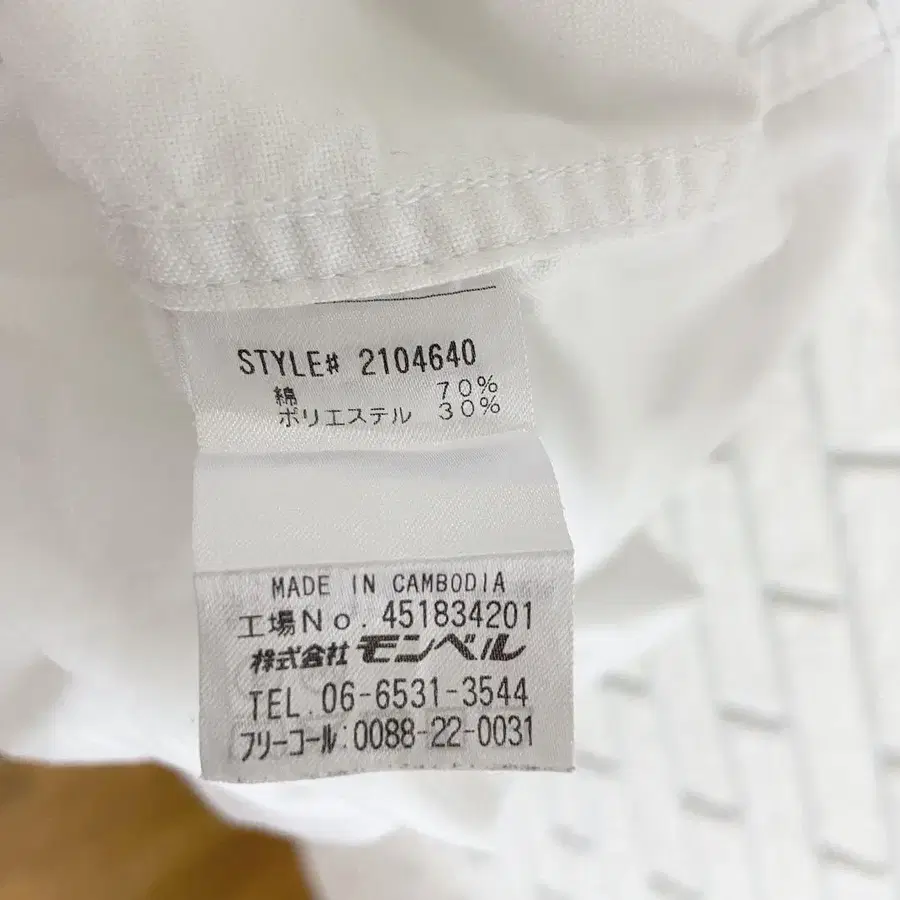 STYLE# 2104640
綿 70%
ポリエステル 30%
MADE IN CAMBODIA
工場No. 451834201
株式会社 モンベル
TEL. 06-6531-3544
フリーコール:0088-22-0031